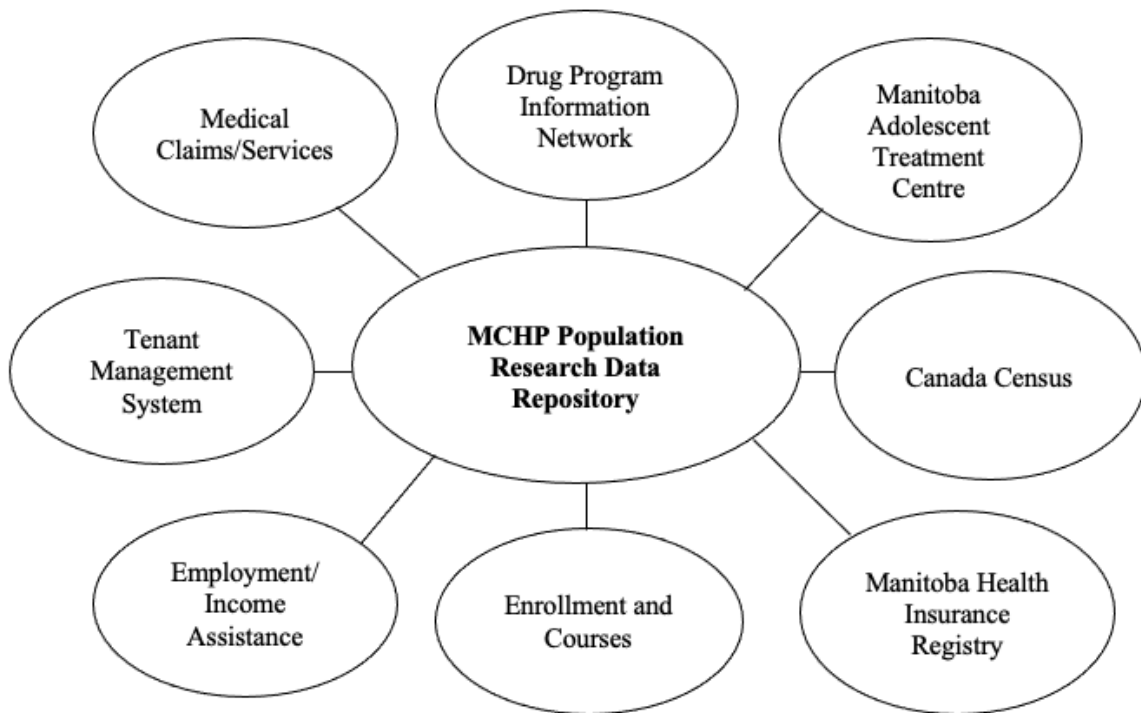 Medical
Claims/Services
Drug Program
Information
Network
Manitoba
Adolescent
Treatment
Centre
Tenant
Management
System
MCHP Population
Research Data
Repository
Canada Census
Employment/
Income
Assistance
Enrollment and
Courses
Manitoba Health
Insurance
Registry